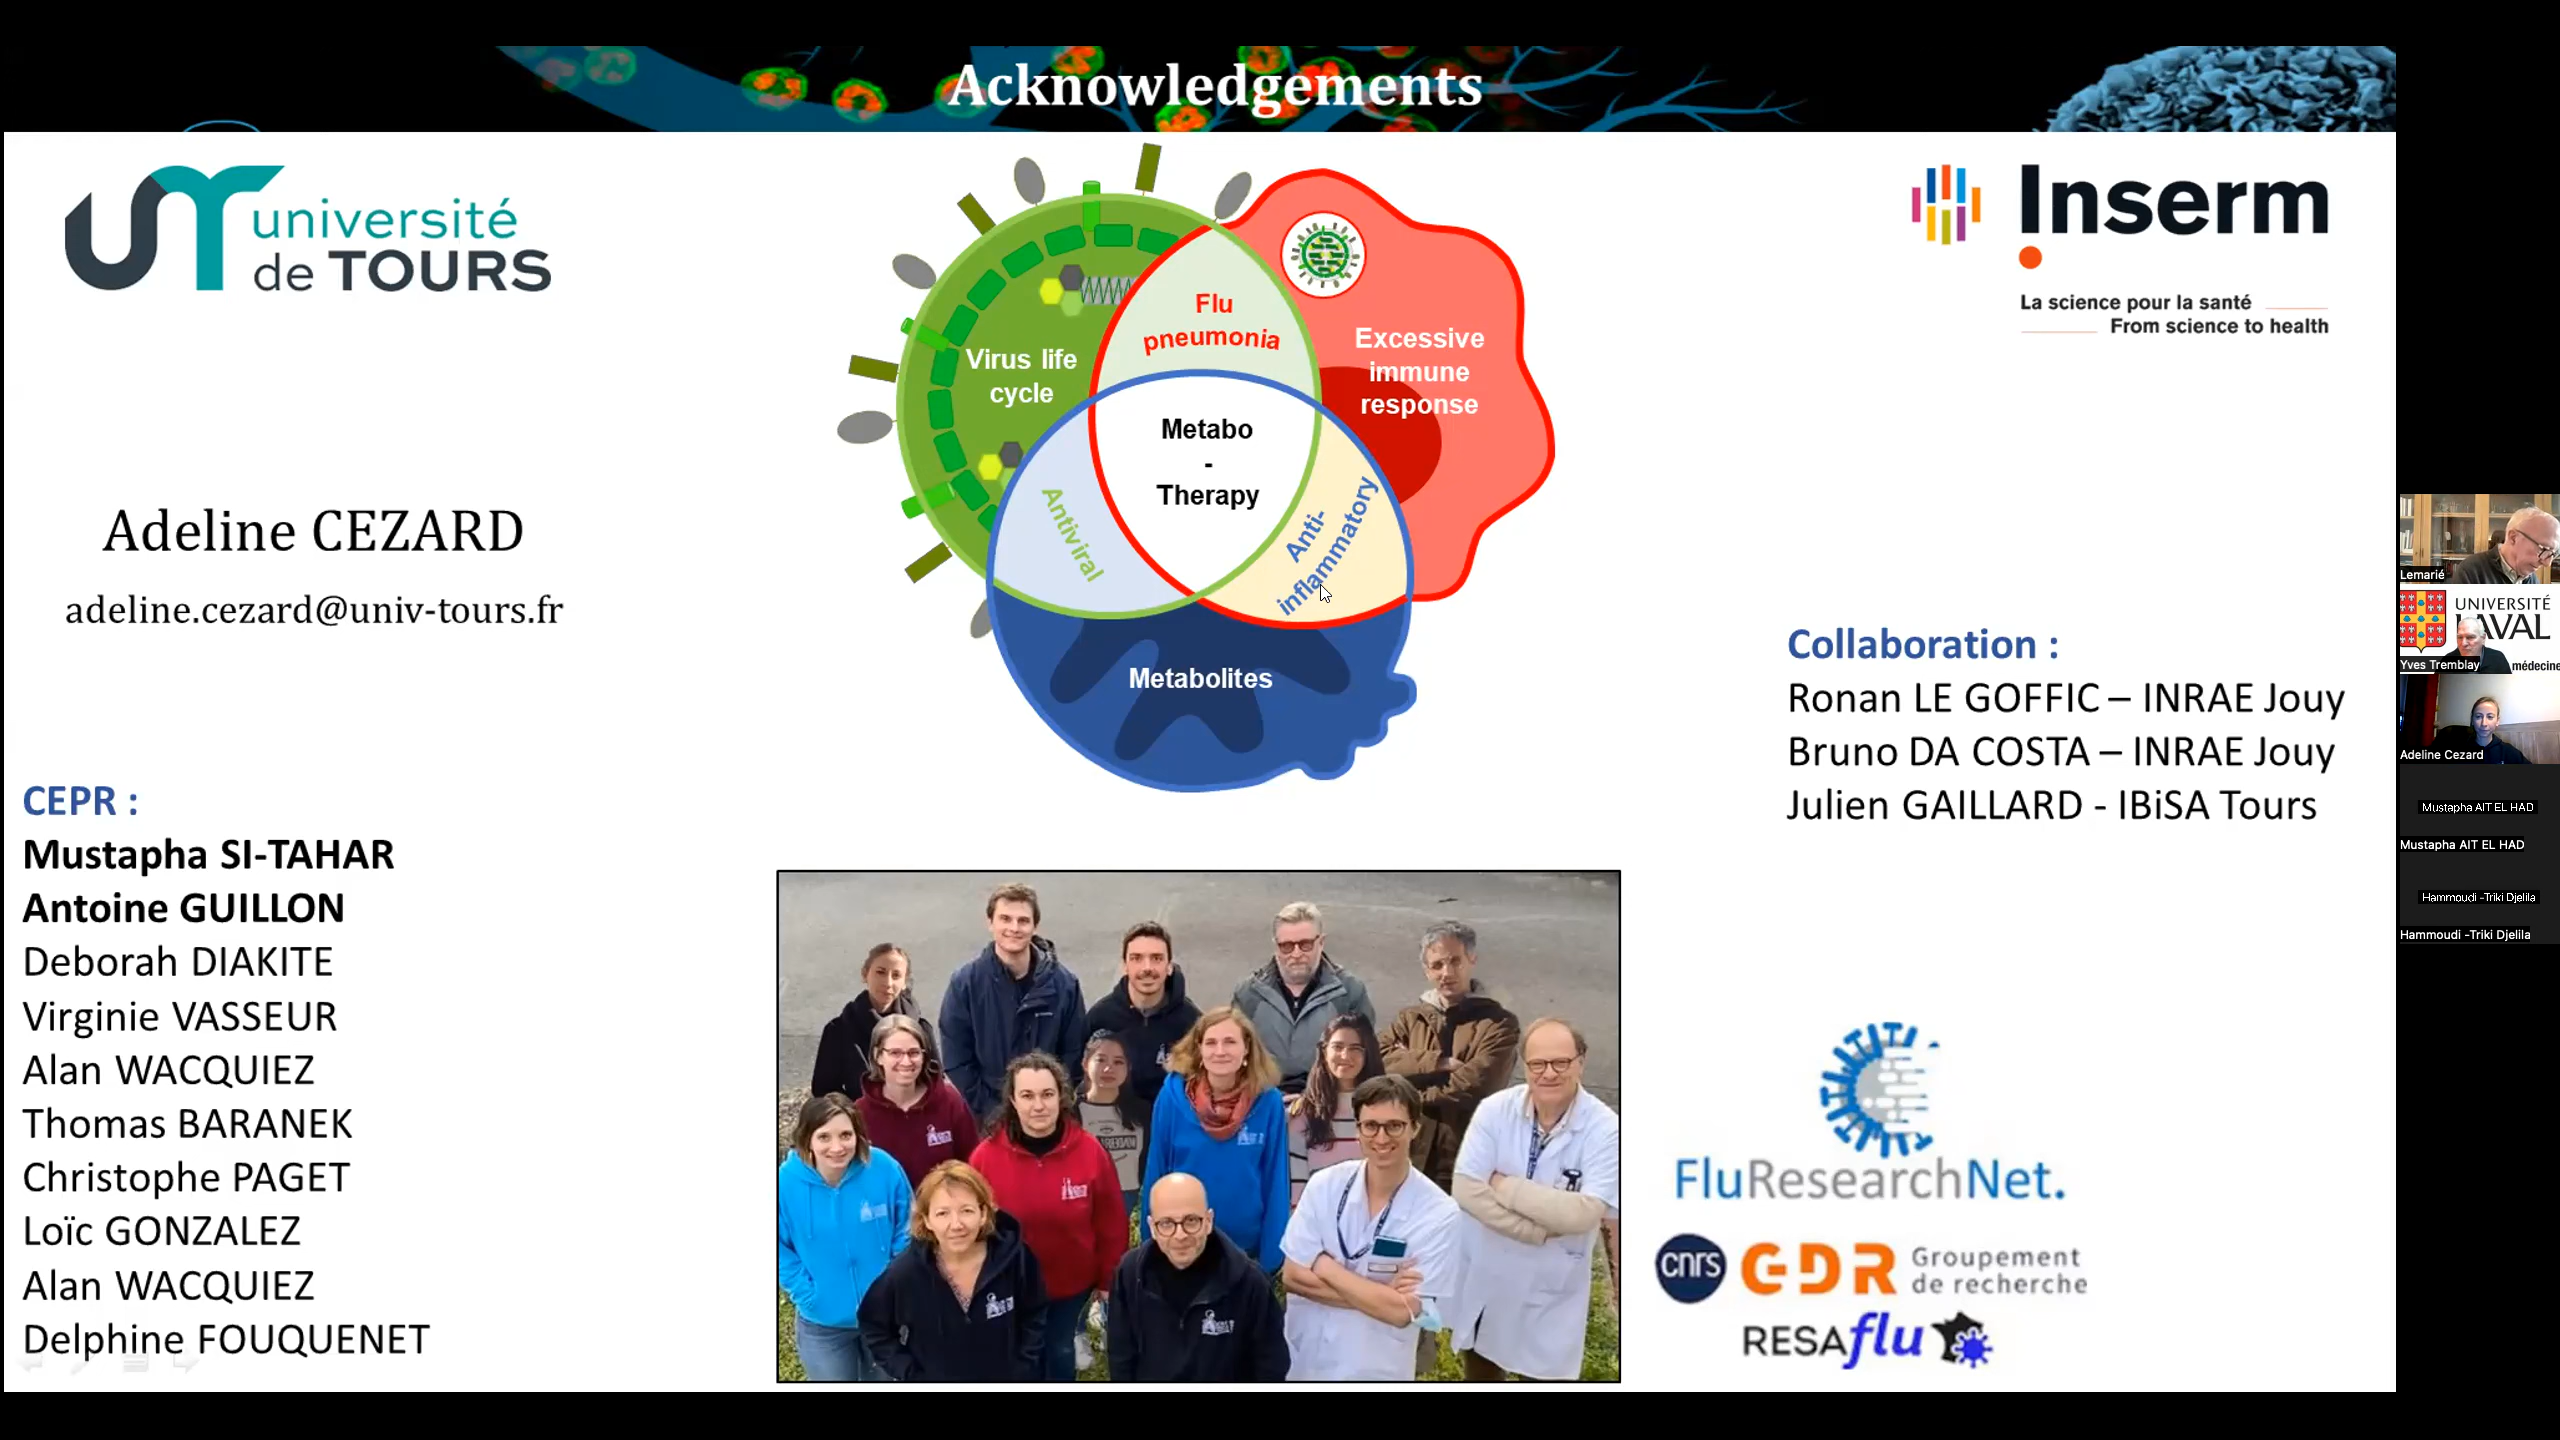 Acknowledgements
université
de TOURS
Inserm
La science pour la santé
From science to health
Flu
pneumonia
Virus life
cycle
Excessive
immune
response
Metabo
-
Therapy
Antiviral
Anti-
inflammatory
Metabolites
Adeline CEZARD
adeline.cezard@univ-tours.fr
CEPR :
Mustapha SI-TAHAR
Antoine GUILLON
Deborah DIAKITE
Virginie VASSEUR
Alan WACQUIEZ
Thomas BARANEK
Christophe PAGET
Loïc GONZALEZ
Alan WACQUIEZ
Delphine FOUQUENET
Collaboration :
Ronan LE GOFFIC – INRAE Jouy
Bruno DA COSTA – INRAE Jouy
Julien GAILLARD - IBiSA Tours
FluResearchNet.
cnrs
GDR
Groupement
de recherche
RESAflu
Lemarié
UNIVERSITÉ
LAVAL
Yves Tremblay
médecine
Adeline Cezard
Mustapha AIT EL HAD
Mustapha AIT EL HAD
Hammoudi -Triki Djelila
Hammoudi -Triki Djelila